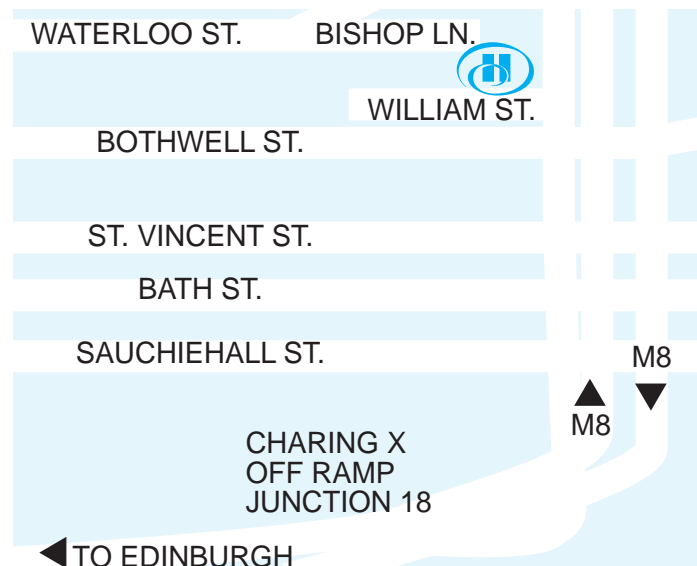 WATERLOO ST. BISHOP LN.
H
WILLIAM ST.
BOTHWELL ST.
ST. VINCENT ST.
BATH ST.
SAUCHIEHALL ST.
M8
M8
CHARING X
OFF RAMP
JUNCTION 18
TO EDINBURGH